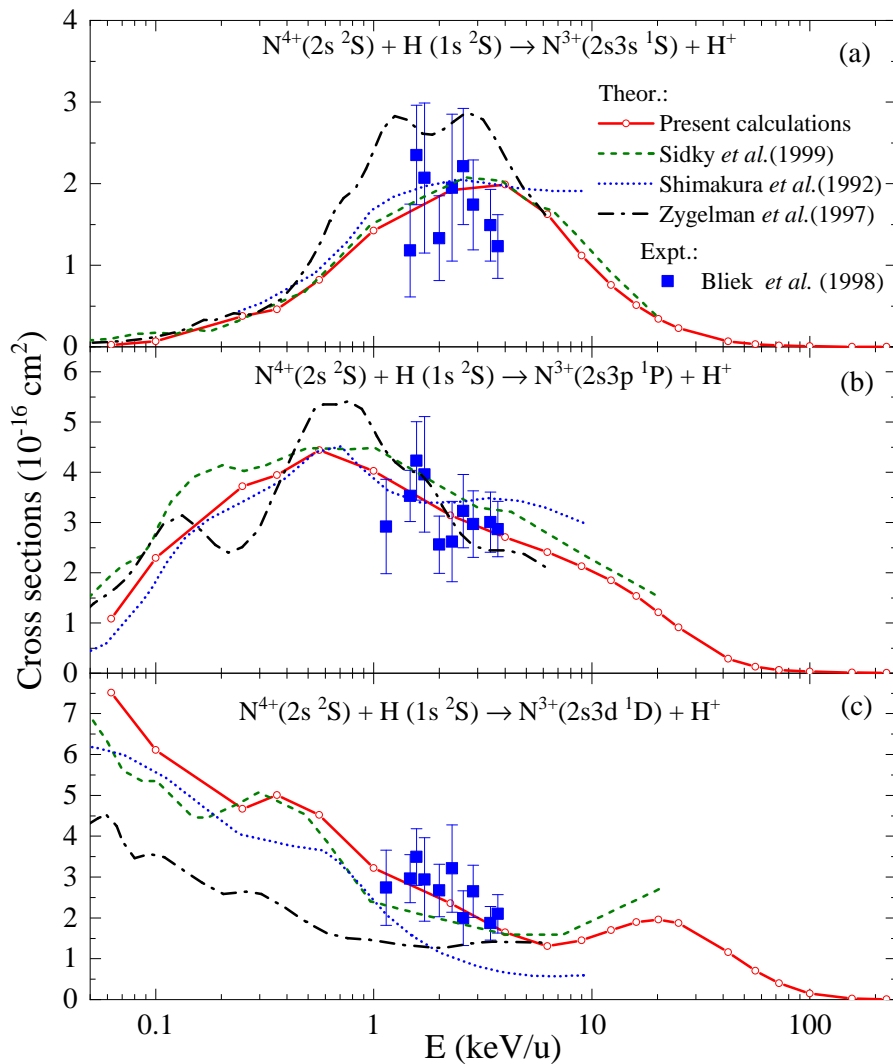 4
N⁴⁺(2s ²S) + H (1s ²S) → N³⁺(2s3s ¹S) + H⁺
(a)
Theor.:
3
Present calculations
Sidky et al.(1999)
2
Shimakura et al.(1992)
Zygelman et al.(1997)
Expt.:
1
Bliek et al. (1998)
0
N⁴⁺(2s ²S) + H (1s ²S) → N³⁺(2s3p ¹P) + H⁺
(b)
6
5
4
3
2
1
0
Cross sections (10⁻¹⁶ cm²)
N⁴⁺(2s ²S) + H (1s ²S) → N³⁺(2s3d ¹D) + H⁺
(c)
7
6
5
4
3
2
1
0
0.1 1 10 100
E (keV/u)